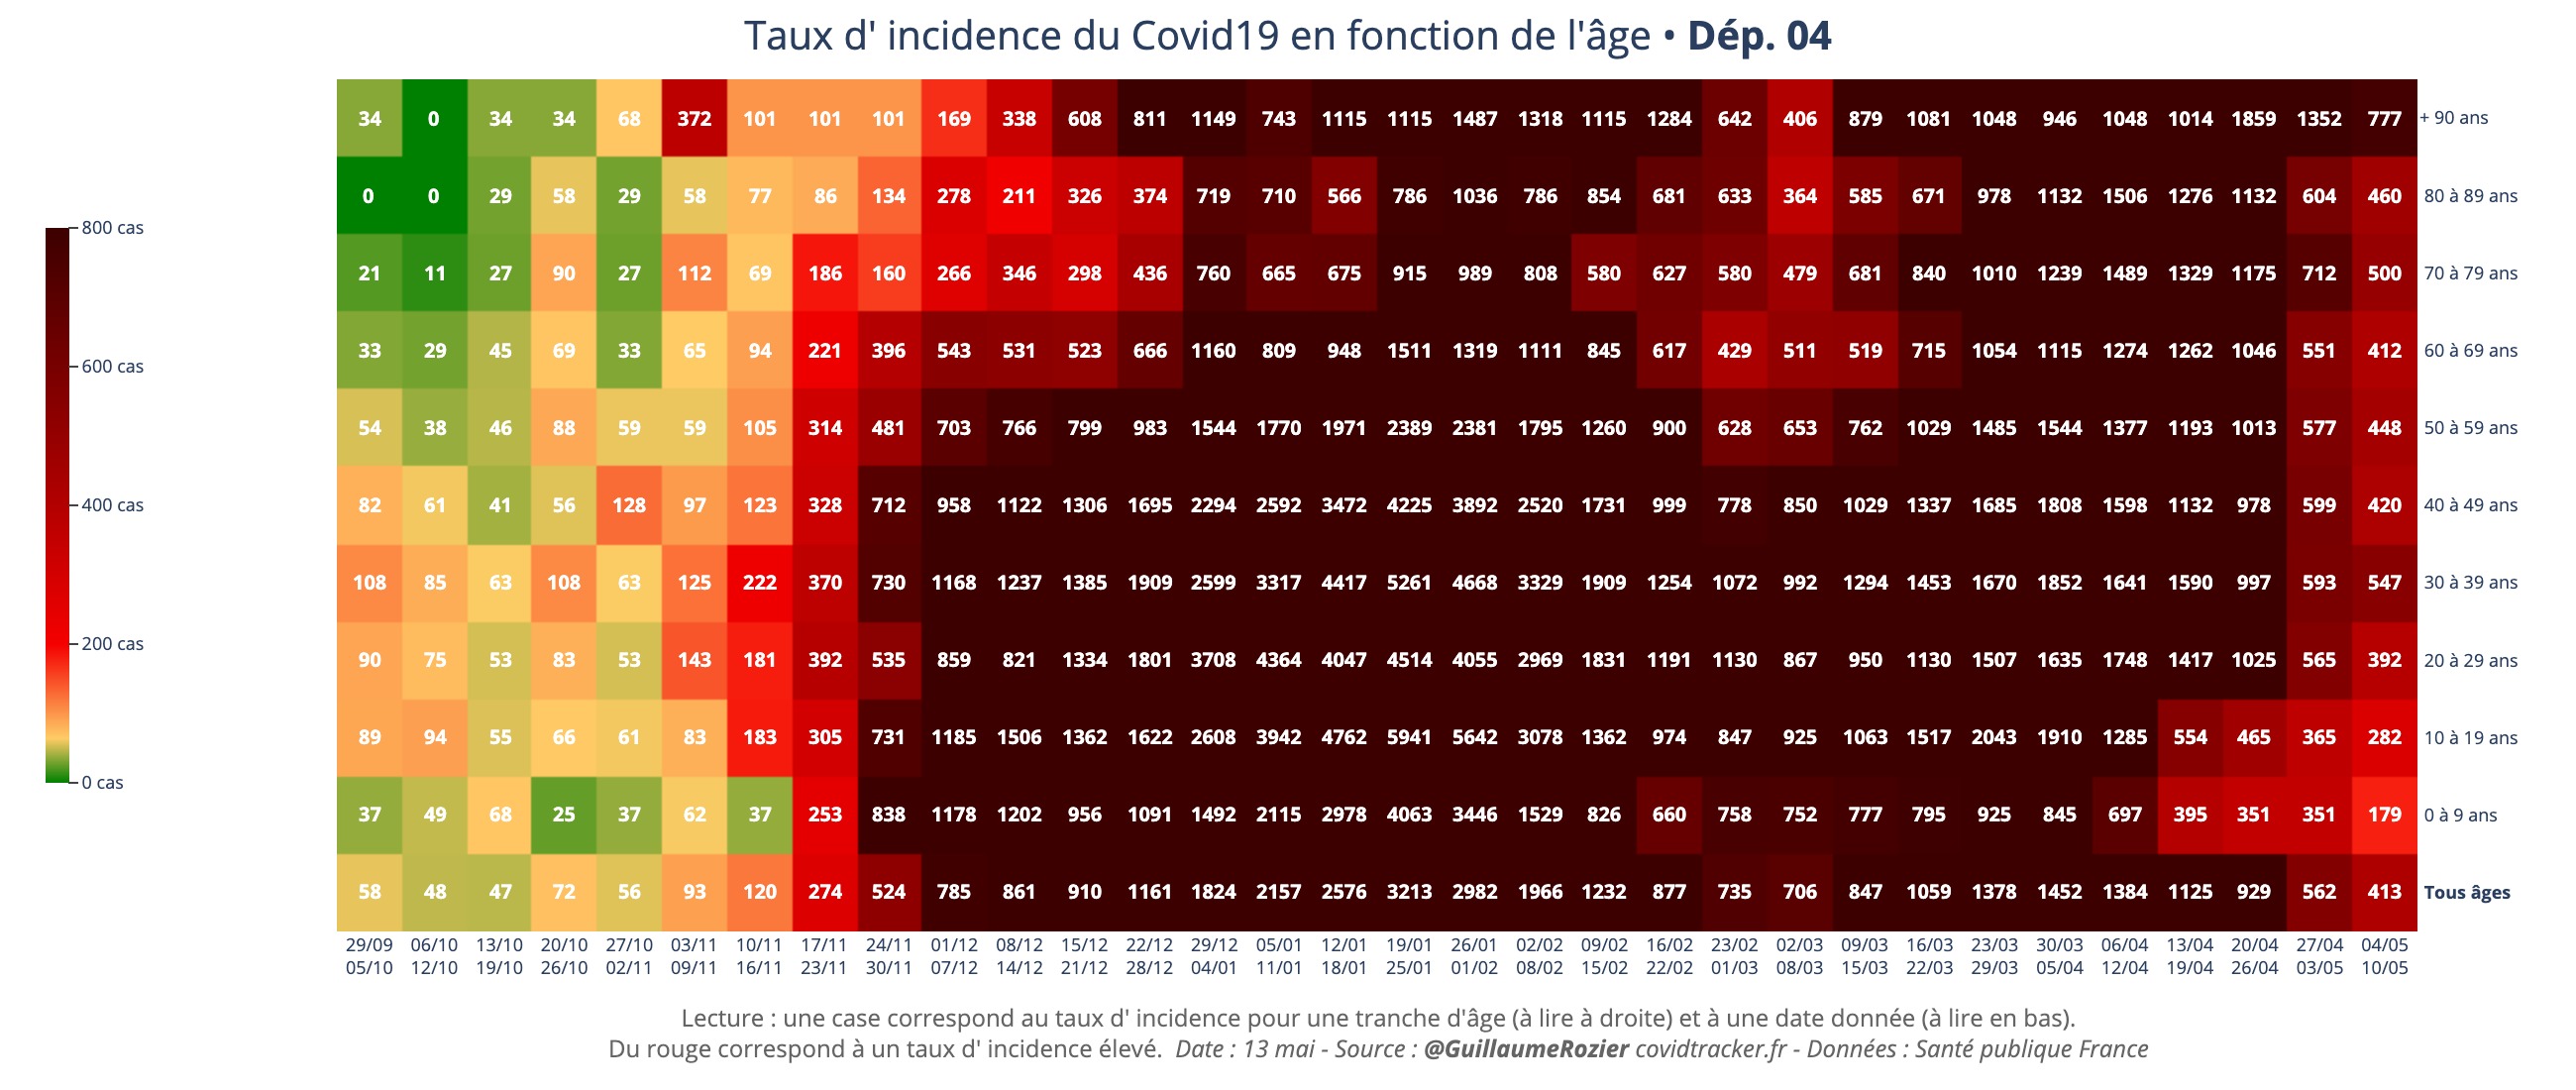 Taux d' incidence du Covid19 en fonction de l'âge • Dép. 04
34 0 34 34 68 372 101 101 101 169 338 608 811 1149 743 1115 1115 1487 1318 1115 1284 642 406 879 1081 1048 946 1048 1014 1859 1352 777 + 90 ans
0 0 29 58 29 58 77 86 134 278 211 326 374 719 710 566 786 1036 786 854 681 633 364 585 671 978 1132 1506 1276 1132 604 460 80 à 89 ans
800 cas
21 11 27 90 27 112 69 186 160 266 346 298 436 760 665 675 915 989 808 580 627 580 479 681 840 1010 1239 1489 1329 1175 712 500 70 à 79 ans
33 29 45 69 33 65 94 221 396 543 531 523 666 1160 809 948 1511 1319 1111 845 617 429 511 519 715 1054 1115 1274 1262 1046 551 412 60 à 69 ans
600 cas
54 38 46 88 59 59 105 314 481 703 766 799 983 1544 1770 1971 2389 2381 1795 1260 900 628 653 762 1029 1485 1544 1377 1193 1013 577 448 50 à 59 ans
400 cas
82 61 41 56 128 97 123 328 712 958 1122 1306 1695 2294 2592 3472 4225 3892 2520 1731 999 778 850 1029 1337 1685 1808 1598 1132 978 599 420 40 à 49 ans
108 85 63 108 63 125 222 370 730 1168 1237 1385 1909 2599 3317 4417 5261 4668 3329 1909 1254 1072 992 1294 1453 1670 1852 1641 1590 997 593 547 30 à 39 ans
200 cas
90 75 53 83 53 143 181 392 535 859 821 1334 1801 3708 4364 4047 4514 4055 2969 1831 1191 1130 867 950 1130 1507 1635 1748 1417 1025 565 392 20 à 29 ans
89 94 55 66 61 83 183 305 731 1185 1506 1362 1622 2608 3942 4762 5941 5642 3078 1362 974 847 925 1063 1517 2043 1910 1285 554 465 365 282 10 à 19 ans
0 cas
37 49 68 25 37 62 37 253 838 1178 1202 956 1091 1492 2115 2978 4063 3446 1529 826 660 758 752 777 795 925 845 697 395 351 351 179 0 à 9 ans
58 48 47 72 56 93 120 274 524 785 861 910 1161 1824 2157 2576 3213 2982 1966 1232 877 735 706 847 1059 1378 1452 1384 1125 929 562 413 Tous âges
29/09 06/10 13/10 20/10 27/10 03/11 10/11 17/11 24/11 01/12 08/12 15/12 22/12 29/12 05/01 12/01 19/01 26/01 02/02 09/02 16/02 23/02 02/03 09/03 16/03 23/03 30/03 06/04 13/04 20/04 27/04 04/05
05/10 12/10 19/10 26/10 02/11 09/11 16/11 23/11 30/11 07/12 14/12 21/12 28/12 04/01 11/01 18/01 25/01 01/02 08/02 15/02 22/02 01/03 08/03 15/03 22/03 29/03 05/04 12/04 19/04 26/04 03/05 10/05
Lecture : une case correspond au taux d' incidence pour une tranche d'âge (à lire à droite) et à une date donnée (à lire en bas).
Du rouge correspond à un taux d' incidence élevé. Date : 13 mai - Source : @GuillaumeRozier covidtracker.fr - Données : Santé publique France